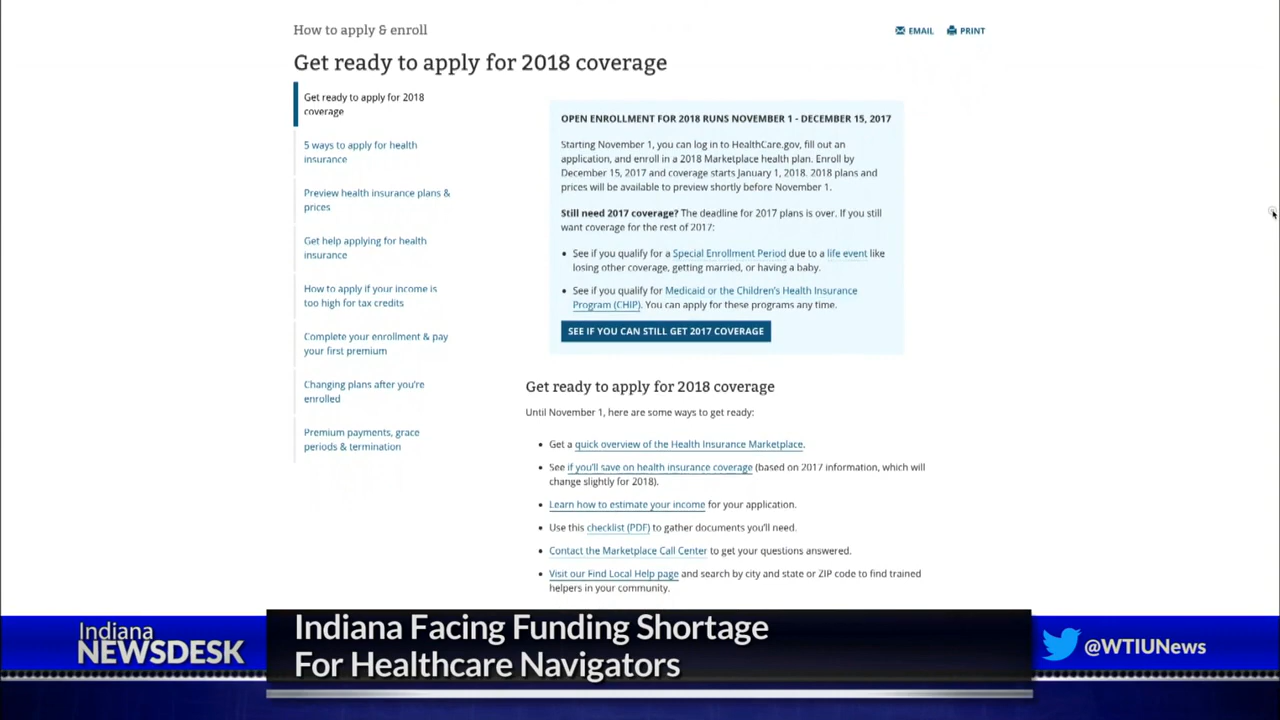 How to apply & enroll
EMAIL
PRINT
Get ready to apply for 2018 coverage
Get ready to apply for 2018
coverage
5 ways to apply for health
insurance
Preview health insurance plans &
prices
Get help applying for health
insurance
How to apply if your income is
too high for tax credits
Complete your enrollment & pay
your first premium
Changing plans after you're
enrolled
Premium payments, grace
periods & termination
OPEN ENROLLMENT FOR 2018 RUNS NOVEMBER 1 - DECEMBER 15, 2017
Starting November 1, you can log in to HealthCare.gov, fill out an
application, and enroll in a 2018 Marketplace health plan. Enroll by
December 15, 2017 and coverage starts January 1, 2018. 2018 plans and
prices will be available to preview shortly before November 1.
Still need 2017 coverage? The deadline for 2017 plans is over. If you still
want coverage for the rest of 2017:
• See if you qualify for a Special Enrollment Period due to a life event like
losing other coverage, getting married, or having a baby.
• See if you qualify for Medicaid or the Children's Health Insurance
Program (CHIP). You can apply for these programs any time.
SEE IF YOU CAN STILL GET 2017 COVERAGE
Get ready to apply for 2018 coverage
Until November 1, here are some ways to get ready:
• Get a quick overview of the Health Insurance Marketplace.
• See if you'll save on health insurance coverage (based on 2017 information, which will
change slightly for 2018).
• Learn how to estimate your income for your application.
• Use this checklist (PDF) to gather documents you'll need.
• Contact the Marketplace Call Center to get your questions answered.
• Visit our Find Local Help page and search by city and state or ZIP code to find trained
helpers in your community.
Indiana
NEWSDESK
Indiana Facing Funding Shortage
For Healthcare Navigators
@WTIUNews